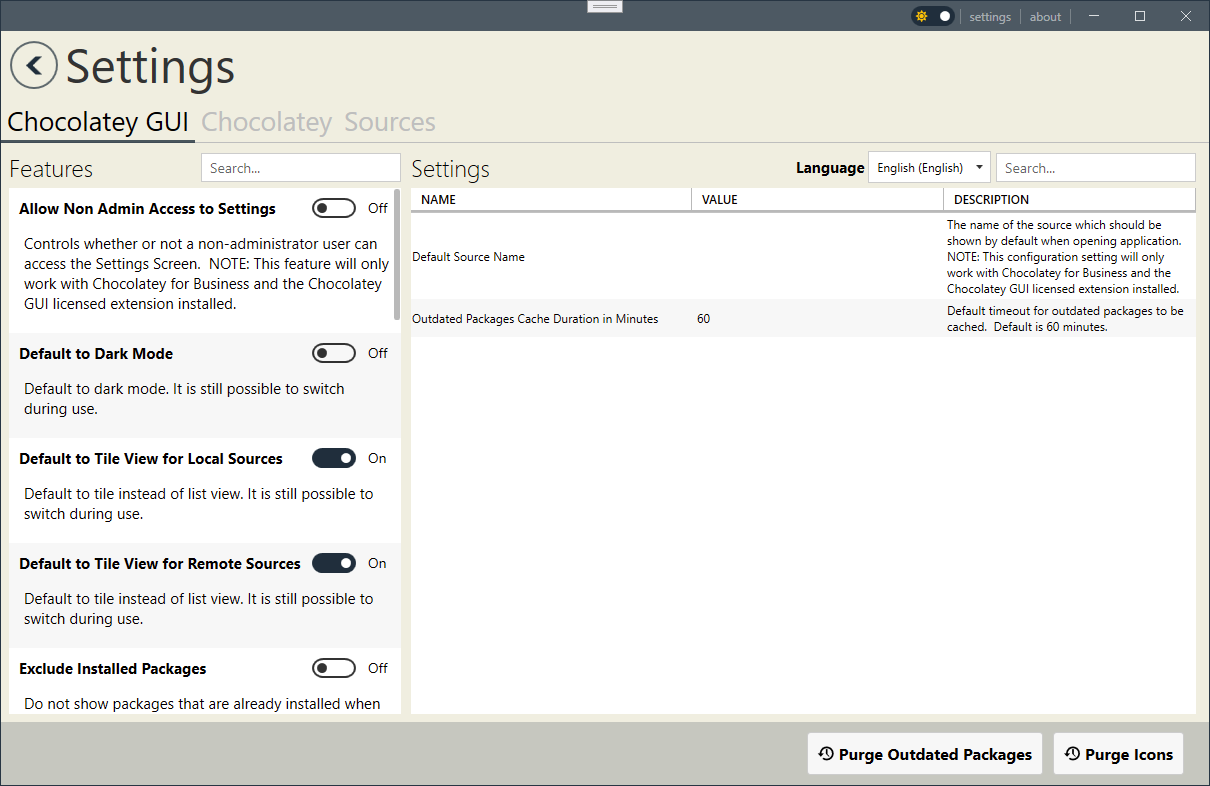 settings
about
Settings
Chocolatey GUI Chocolatey Sources
Features
Search...
Allow Non Admin Access to Settings Off
Controls whether or not a non-administrator user can
access the Settings Screen.  NOTE: This feature will only
work with Chocolatey for Business and the Chocolatey
GUI licensed extension installed.
Default to Dark Mode Off
Default to dark mode. It is still possible to switch
during use.
Default to Tile View for Local Sources On
Default to tile instead of list view. It is still possible to
switch during use.
Default to Tile View for Remote Sources On
Default to tile instead of list view. It is still possible to
switch during use.
Exclude Installed Packages Off
Do not show packages that are already installed when
Settings
Language English (English) Search...
NAME VALUE DESCRIPTION
Default Source Name
The name of the source which should be
shown by default when opening application.
NOTE: This configuration setting will only
work with Chocolatey for Business and the
Chocolatey GUI licensed extension installed.
Outdated Packages Cache Duration in Minutes 60
Default timeout for outdated packages to be
cached.  Default is 60 minutes.
Purge Outdated Packages
Purge Icons